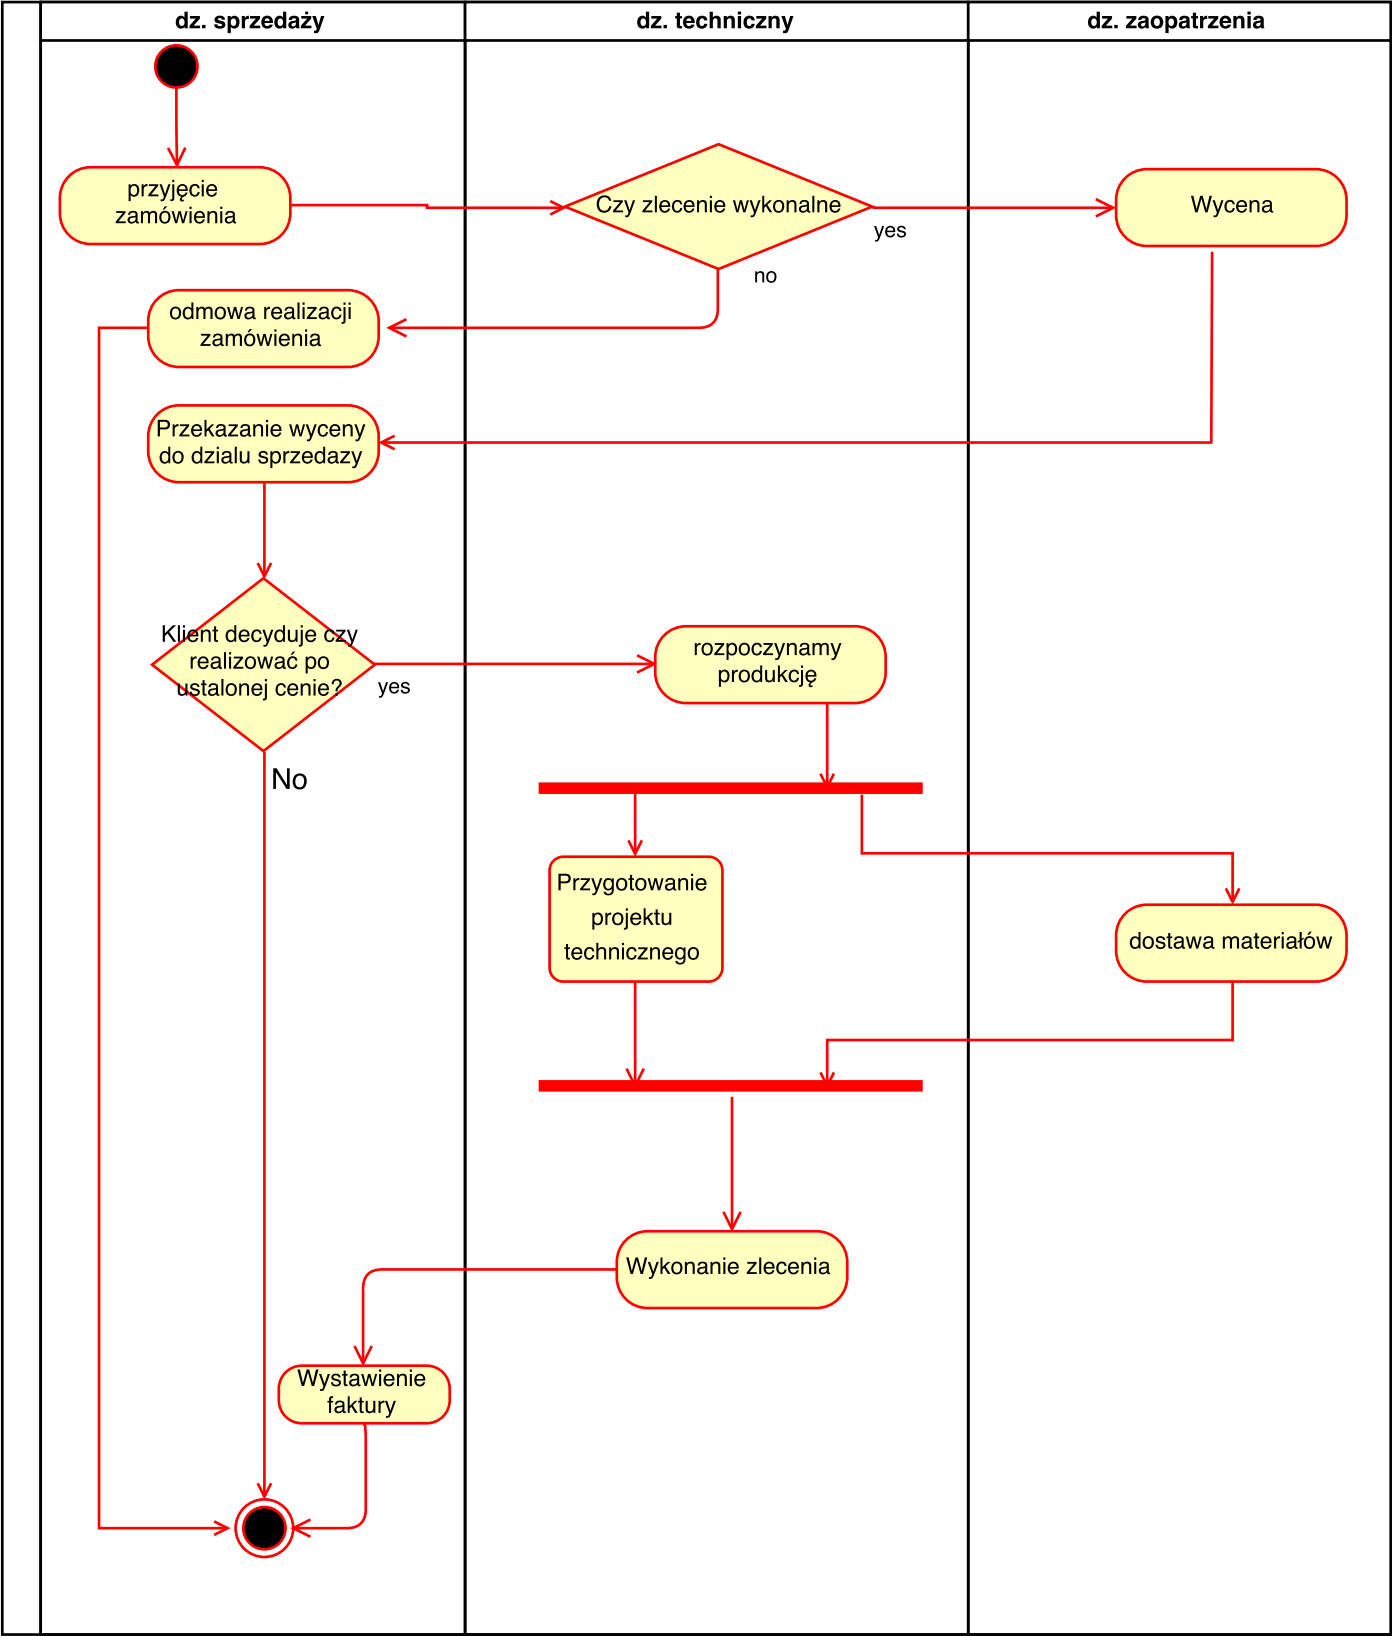 dz. sprzedaży
dz. techniczny
dz. zaopatrzenia
przyjęcie
zamówienia
Czy zlecenie wykonalne
yes
Wycena
no
odmowa realizacji
zamówienia
Przekazanie wyceny
do dzialu sprzedazy
Klient decyduje czy
realizować po
ustalonej cenie?
yes
No
rozpoczynamy
produkcję
Przygotowanie
projektu
technicznego
dostawa materiałów
Wykonanie zlecenia
Wystawienie
faktury